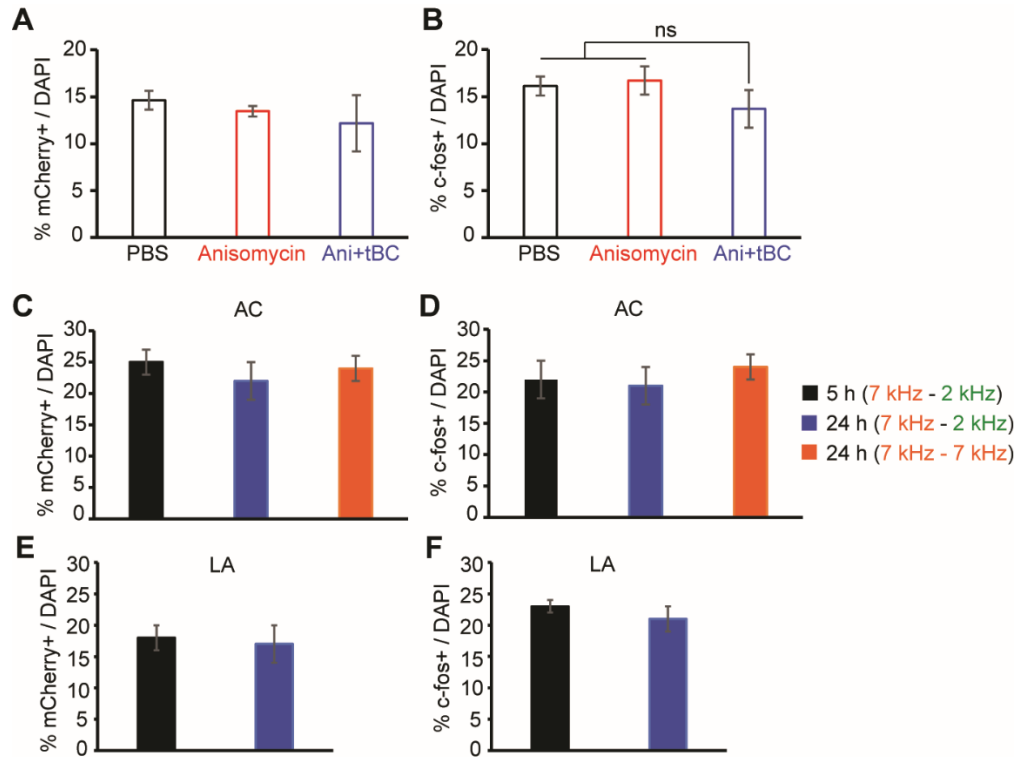 A
% mCherry+ / DAPI
20
15
10
5
0
PBS Anisomycin Ani+tBC
B
ns
% c-fos+ / DAPI
20
15
10
5
0
PBS Anisomycin Ani+tBC
C
AC
% mCherry+ / DAPI
30
25
20
15
10
5
0
D
AC
% c-fos+ / DAPI
30
25
20
15
10
5
0
5 h (7 kHz - 2 kHz)
24 h (7 kHz - 2 kHz)
24 h (7 kHz - 7 kHz)
E
LA
% mCherry+ / DAPI
30
25
20
15
10
5
0
F
LA
% c-fos+ / DAPI
30
25
20
15
10
5
0